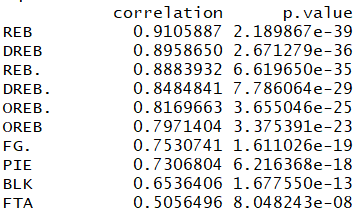 correlation p.value
REB 0.9105887 2.189867e-39
DREB 0.8958650 2.671279e-36
REB. 0.8883932 6.619650e-35
DREB. 0.8484841 7.786064e-29
OREB. 0.8169663 3.655046e-25
OREB 0.7971404 3.375391e-23
FG. 0.7530741 1.611026e-19
PIE 0.7306804 6.216368e-18
BLK 0.6536406 1.677550e-13
FTA 0.5056496 8.048243e-08